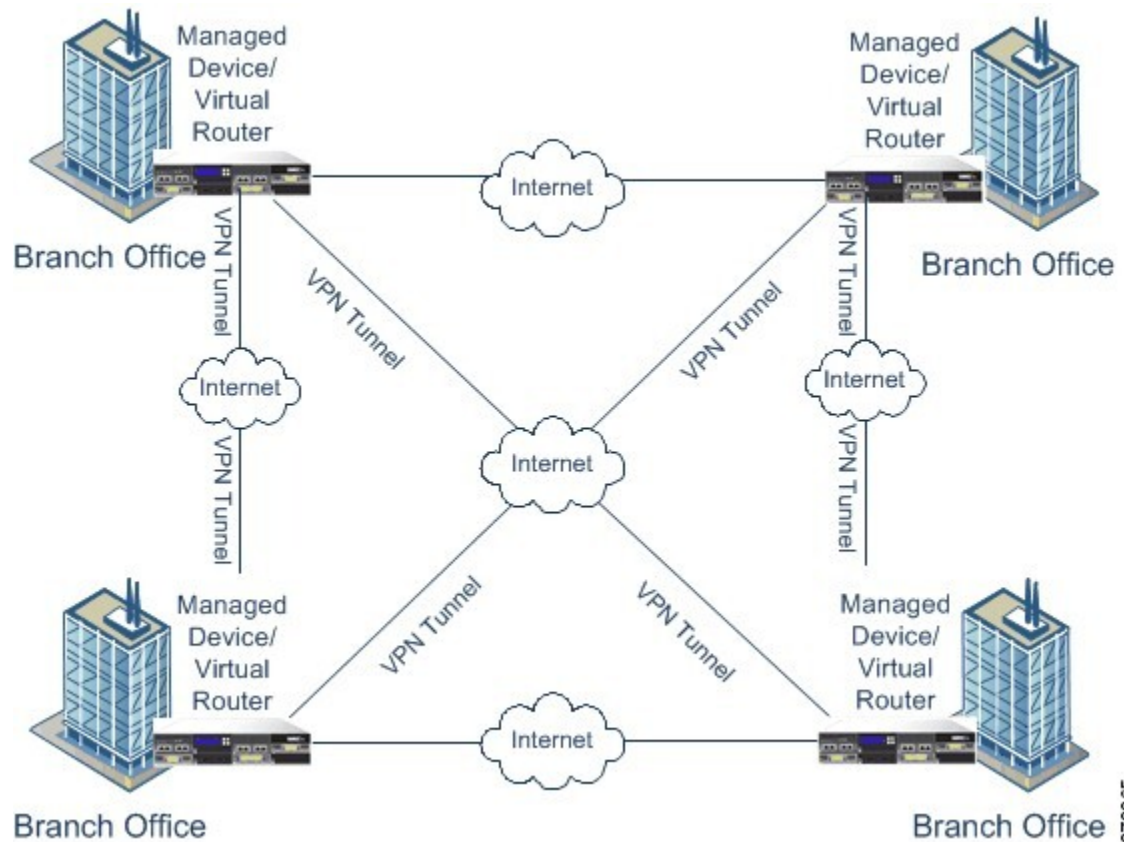 Managed
Device/
Virtual
Router
Branch Office
Managed
Device/
Virtual
Router
Branch Office
Internet
VPN Tunnel
VPN Tunnel
VPN Tunnel
VPN Tunnel
Internet
Internet
Internet
VPN Tunnel
VPN Tunnel
VPN Tunnel
VPN Tunnel
Managed
Device/
Virtual
Router
Branch Office
Managed
Device/
Virtual
Router
Branch Office
Internet